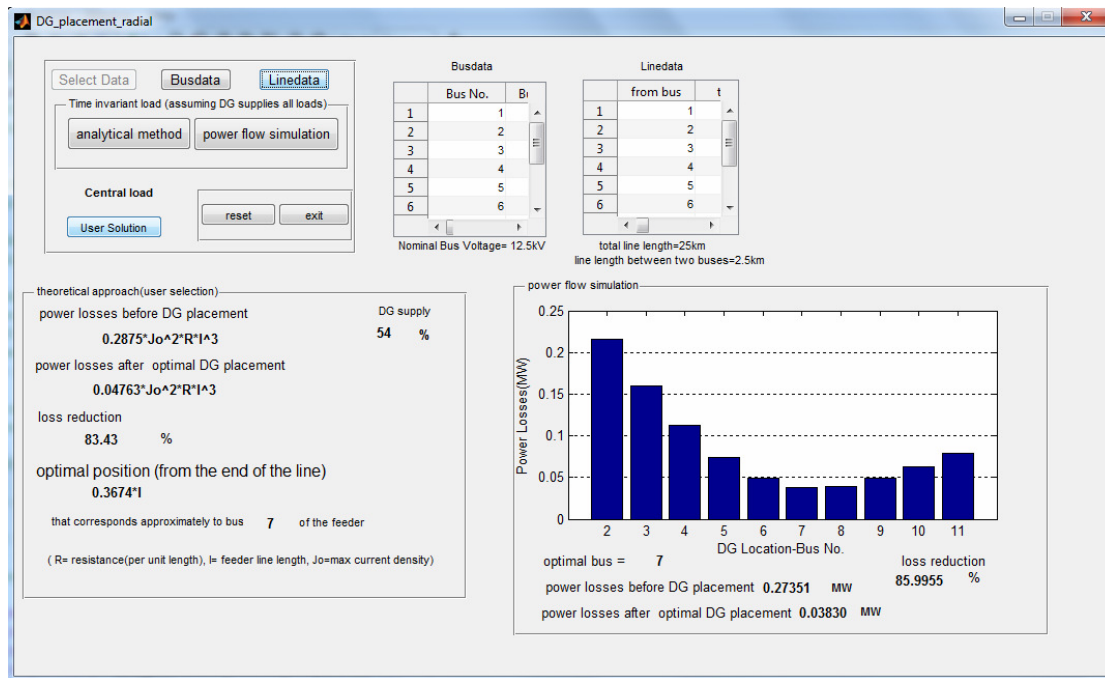 DG_placement_radial
Select Data Busdata Linedata
Time invariant load (assuming DG supplies all loads)
analytical method power flow simulation
Central load
User Solution
reset exit
Busdata
Bus No. Bu
1 1
2 2
3 3
4 4
5 5
6 6
Nominal Bus Voltage= 12.5kV
Linedata
from bus t
1 1
2 2
3 3
4 4
5 5
6 6
total line length=25km
line length between two buses=2.5km
theoretical approach(user selection)
power losses before DG placement
0.2875*Jo^2*R*l^3
DG supply
54 %
power losses after optimal DG placement
0.04763*Jo^2*R*l^3
loss reduction
83.43 %
optimal position (from the end of the line)
0.3674*l
that corresponds approximately to bus 7 of the feeder
( R= resistance(per unit length), l= feeder line length, Jo=max current density)
power flow simulation
Power Losses(MW)
0.25
0.2
0.15
0.1
0.05
0
2 3 4 5 6 7 8 9 10 11
DG Location-Bus No.
optimal bus = 7
loss reduction
85.9955 %
power losses before DG placement 0.27351 MW
power losses after optimal DG placement 0.03830 MW